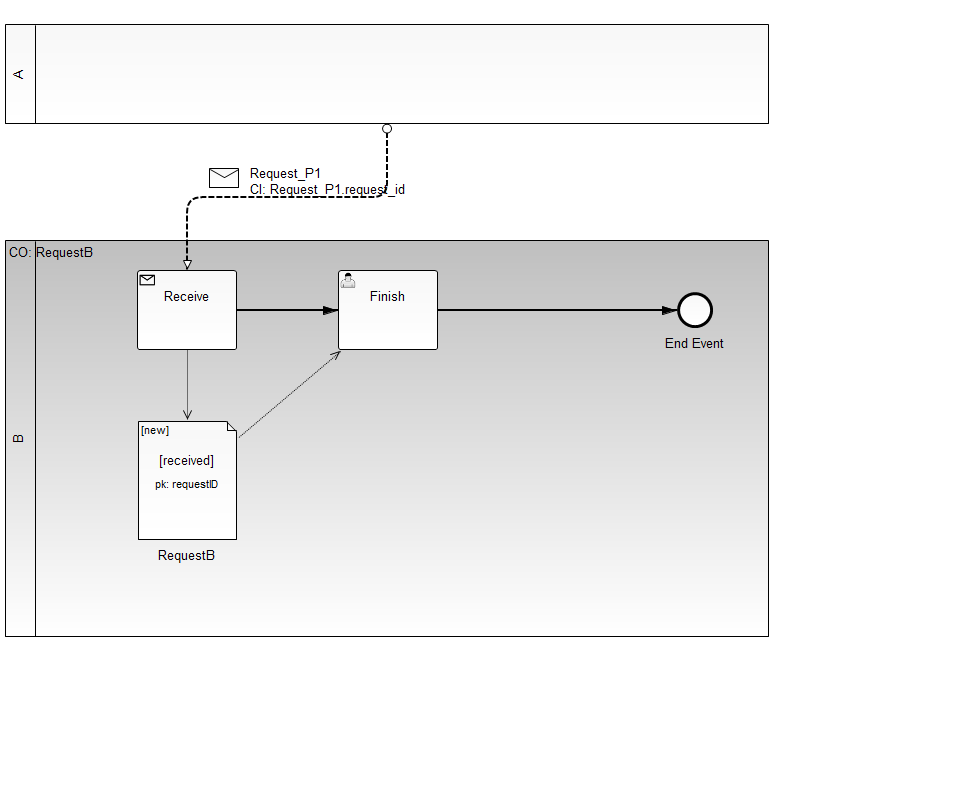 A
Request_P1
CI: Request_P1.request_id
CO: RequestB
Receive
Finish
End Event
B
[new]
[received]
pk: requestID
RequestB